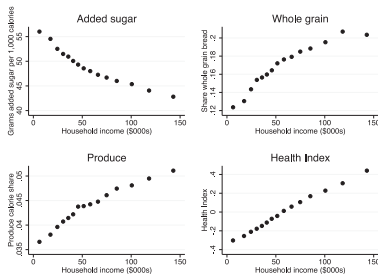 Added sugar
Grams added sugar per 1,000 calories
55
50
45
40
0
50
100
150
Household income ($000s)
Whole grain
Share whole grain bread
.2
.18
.16
.14
.12
0
50
100
150
Household income ($000s)
Produce
Produce calorie share
.05
.045
.04
.035
0
50
100
150
Household income ($000s)
Health Index
Health Index
.4
.2
0
-.2
-.4
0
50
100
150
Household income ($000s)